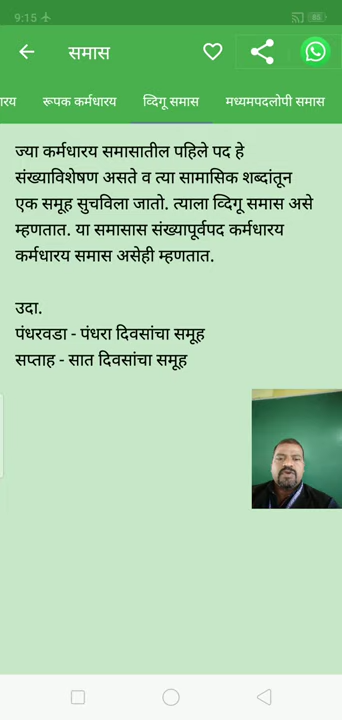 9:15
85
समास
रय
रूपक कर्मधारय
व्दिगू समास
मध्यमपदलोपी समास
ज्या कर्मधारय समासातील पहिले पद हे
संख्याविशेषण असते व त्या सामासिक शब्दांतून
एक समूह सुचविला जातो. त्याला व्दिगू समास असे
म्हणतात. या समासास संख्यापूर्वपद कर्मधारय
कर्मधारय समास असेही म्हणतात.
उदा.
पंधरवडा - पंधरा दिवसांचा समूह
सप्ताह - सात दिवसांचा समूह